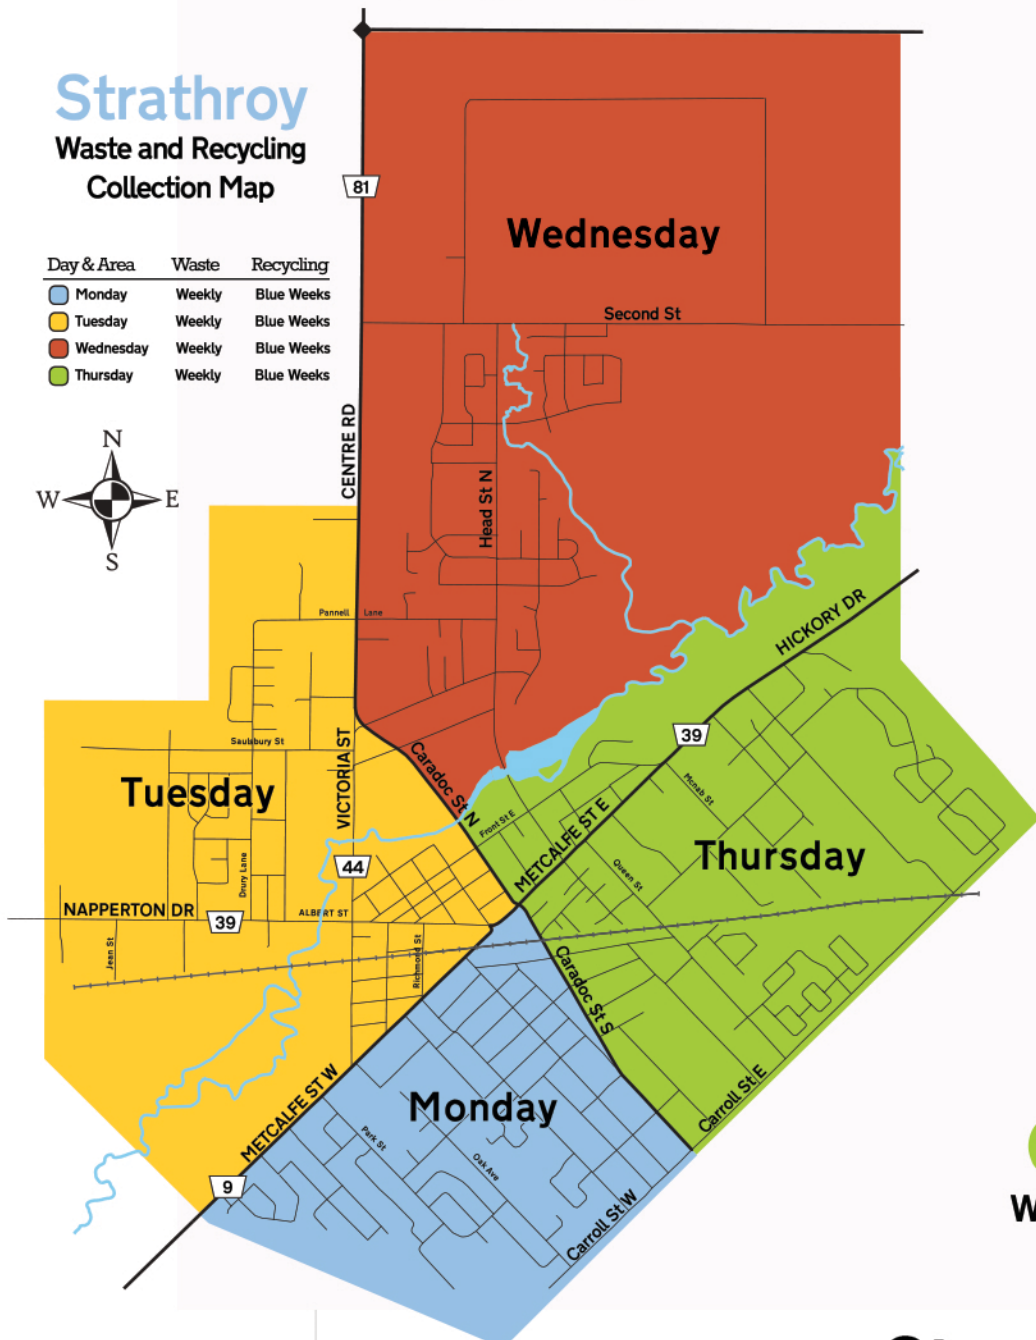 Strathroy
Waste and Recycling
Collection Map
Day & Area Waste Recycling
Monday Weekly Blue Weeks
Tuesday Weekly Blue Weeks
Wednesday Weekly Blue Weeks
Thursday Weekly Blue Weeks
N
W E
S
81
Wednesday
Second St
CENTRE RD
Head St N
Pannell Lane
HICKORY DR
39
Saulsbury St
VICTORIA ST
Caradoc St N
Tuesday
Mcnab St
Front St E
METCALFE ST E
Thursday
44
Queen St
Drury Lane
NAPPERTON DR
39
ALBERT ST
Jean St
Richmond St
Caradoc St S
METCALFE ST W
Monday
Carroll St E
Park St
Oak Ave
9
Carroll St W
W